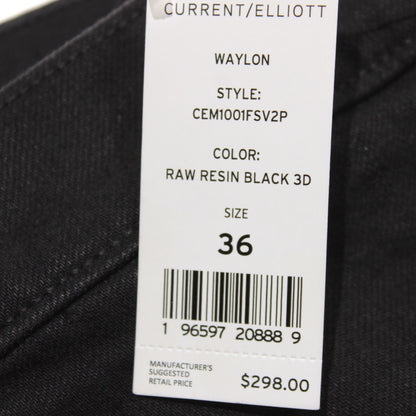 CURRENT/ELLIOTT
WAYLON
STYLE:
CEM1001FSV2P
COLOR:
RAW RESIN BLACK 3D
SIZE
36
1 96597 20888 9
MANUFACTURER'S
SUGGESTED
RETAIL PRICE
$298.00